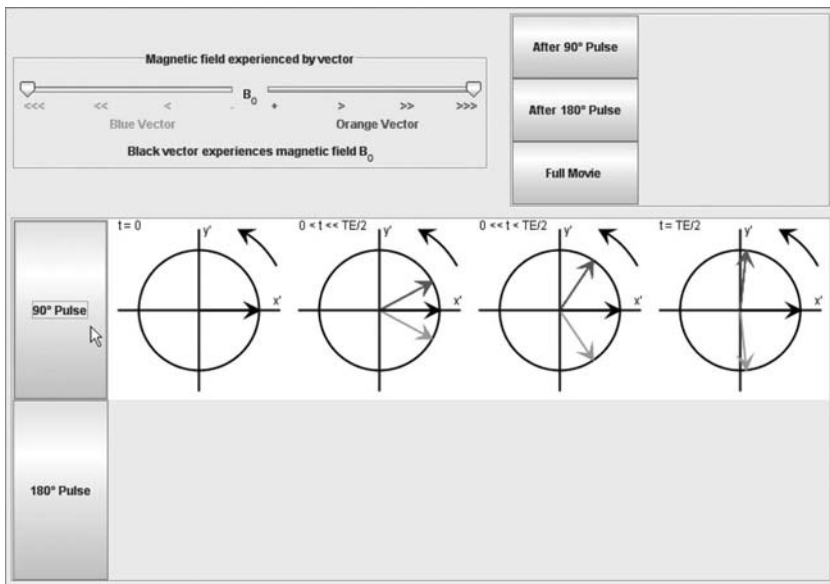 Magnetic field experienced by vector
<<< << < - B0 + > >> >>>
Blue Vector Orange Vector
Black vector experiences magnetic field B0
After 90° Pulse
After 180° Pulse
Full Movie
90° Pulse
t = 0 y' x'
0 < t << TE/2 y' x'
0 << t < TE/2 y' x'
t = TE/2 y' x'
180° Pulse